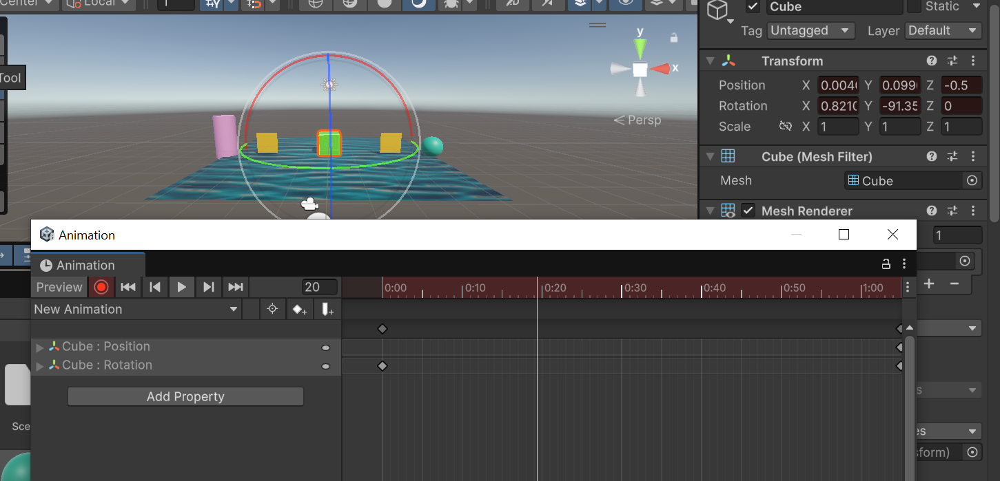 Center Local 1
Cube Static
Tag Untagged Layer Default
Tool
y
x
Persp
Transform
Position X 0.004 Y 0.099 Z -0.5
Rotation X 0.821 Y -91.35 Z 0
Scale X 1 Y 1 Z 1
Cube (Mesh Filter)
Mesh Cube
Mesh Renderer
1
Animation
Animation
Preview 20 0:00 0:10 0:20 0:30 0:40 0:50 1:00
New Animation
Cube : Position
Cube : Rotation
Add Property
s
Sce
es
sform)